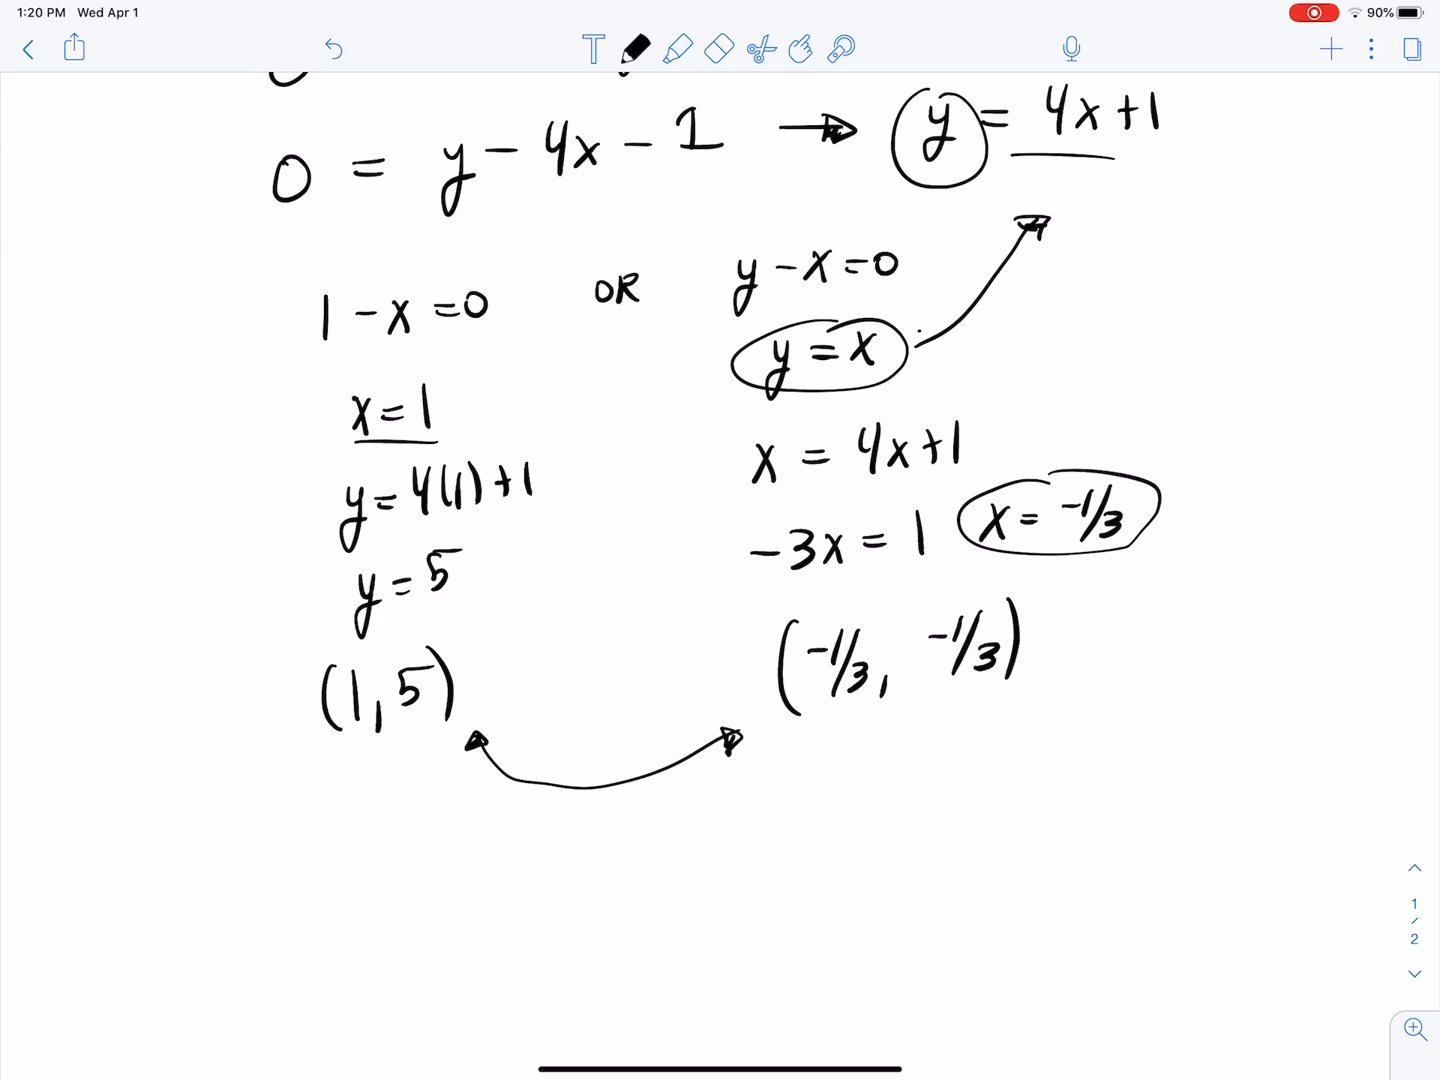 1:20 PM Wed Apr 1
90%
T
0 = y - 4x - 1 → y = 4x+1
1 - x = 0 OR y - x = 0
y = x
x = 1
x = 4x+1
y = 4(1)+1
-3x = 1 x = -1/3
y = 5
(1,5) (-1/3, -1/3)
1
/
2